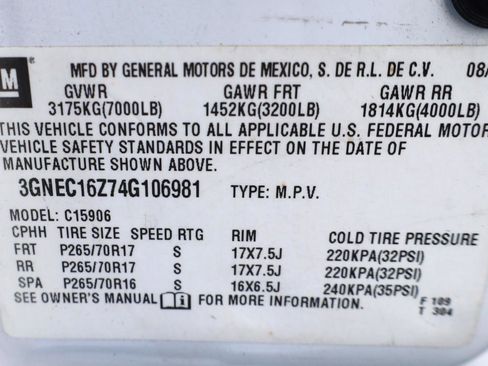 GM
MFD BY GENERAL MOTORS DE MEXICO, S. DE R.L. DE C.V. 08/
GVWR GAWR FRT GAWR RR
3175KG(7000LB) 1452KG(3200LB) 1814KG(4000LB)
THIS VEHICLE CONFORMS TO ALL APPLICABLE U.S. FEDERAL MOTOR
VEHICLE SAFETY STANDARDS IN EFFECT ON THE DATE OF
MANUFACTURE SHOWN ABOVE.
3GNEC16Z74G106981 TYPE: M.P.V.
MODEL: C15906
CPHH TIRE SIZE SPEED RTG RIM COLD TIRE PRESSURE
FRT P265/70R17 S 17X7.5J 220KPA(32PSI)
RR P265/70R17 S 17X7.5J 220KPA(32PSI)
SPA P265/70R16 S 16X6.5J 240KPA(35PSI)
SEE OWNER'S MANUAL FOR MORE INFORMATION. F 109
T 304